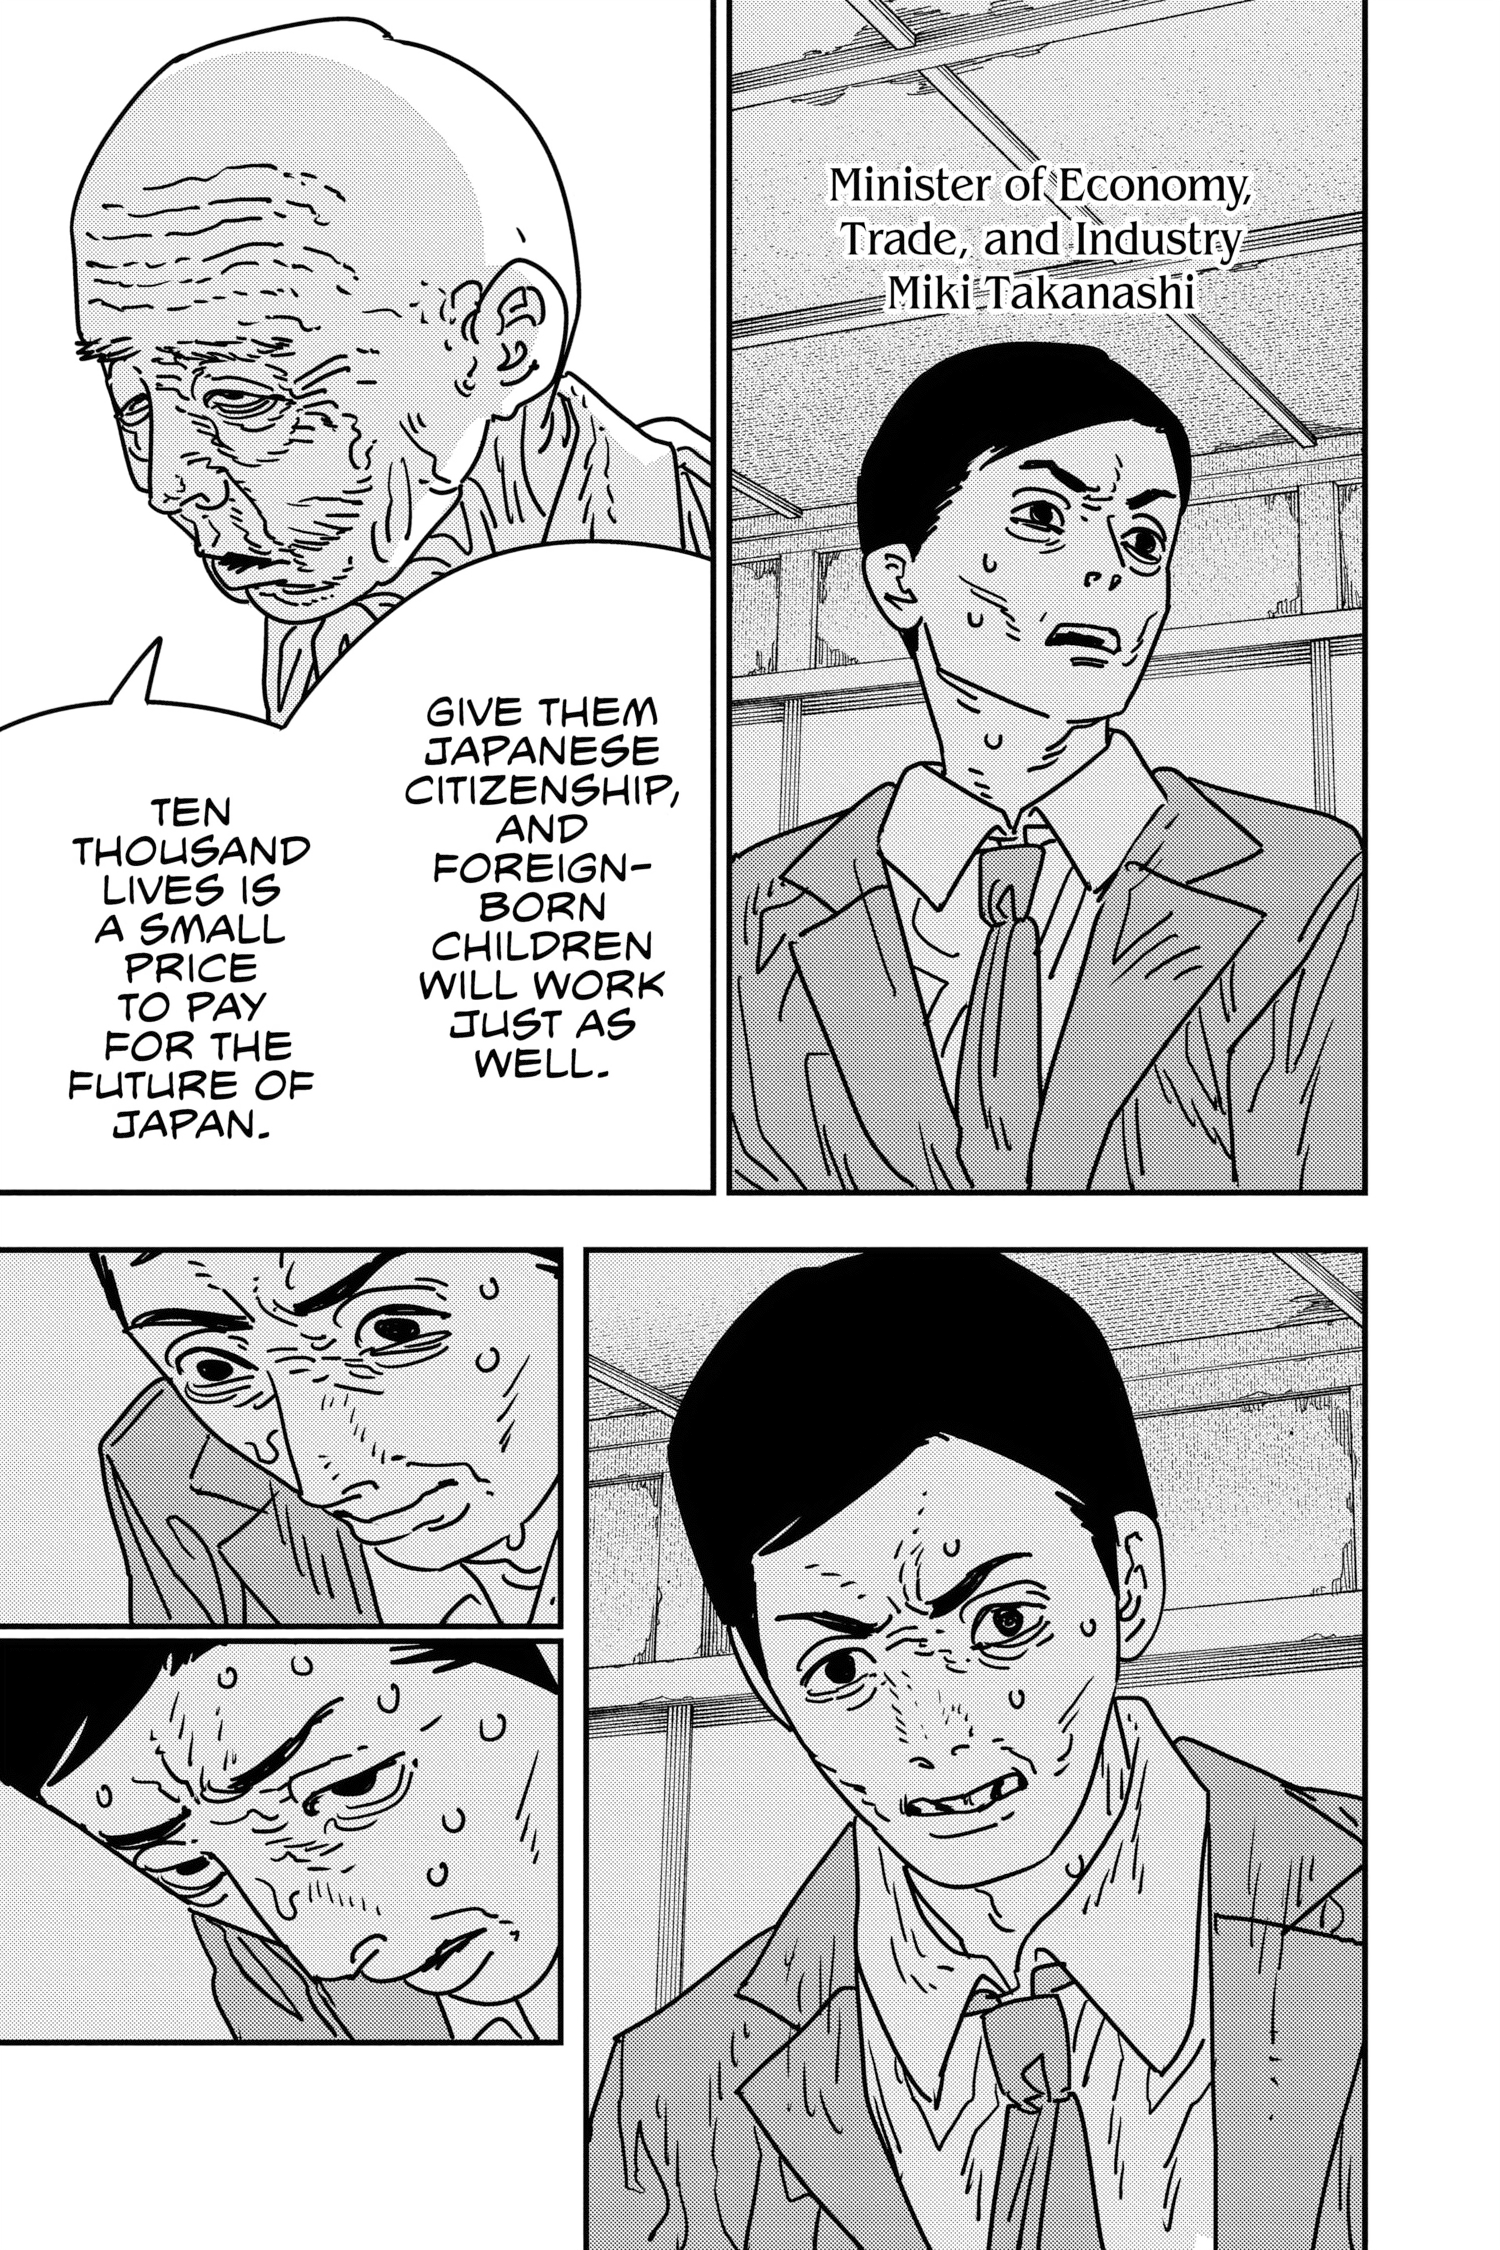 Minister of Economy,
Trade, and Industry
Miki Takanashi
GIVE THEM
JAPANESE
CITIZENSHIP,
AND
FOREIGN-
BORN
CHILDREN
WILL WORK
JUST AS
WELL.
TEN
THOUSAND
LIVES IS
A SMALL
PRICE
TO PAY
FOR THE
FUTURE OF
JAPAN.